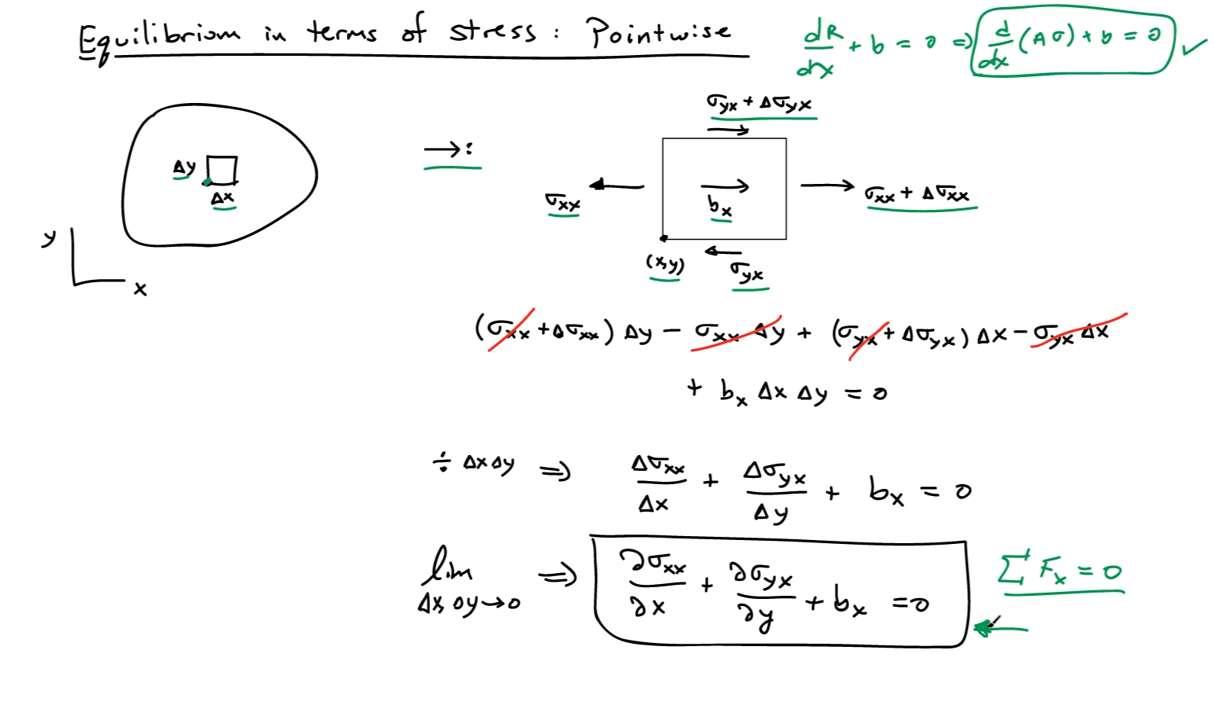 Equilibrium in terms of stress : Pointwise
dR/dx + b = 0 ⇒ d/dx (Aσ) + b = 0 ✓
Δy
Δx
y
x
→:
σyx + Δσyx
σxx
bx
σxx + Δσxx
(x,y)
σyx
(σxx + Δσxx) Δy − σxx Δy + (σyx + Δσyx) Δx − σyx Δx
+ bx Δx Δy = 0
÷ ΔxΔy ⇒ Δσxx/Δx + Δσyx/Δy + bx = 0
lim Δx, Δy→0 ⇒ ∂σxx/∂x + ∂σyx/∂y + bx = 0
∑ Fx = 0